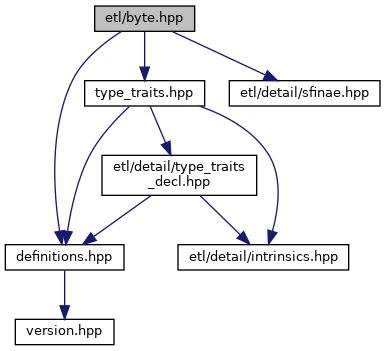 etl/byte.hpp
type_traits.hpp
etl/detail/sfinae.hpp
etl/detail/type_traits
_decl.hpp
definitions.hpp
etl/detail/intrinsics.hpp
version.hpp